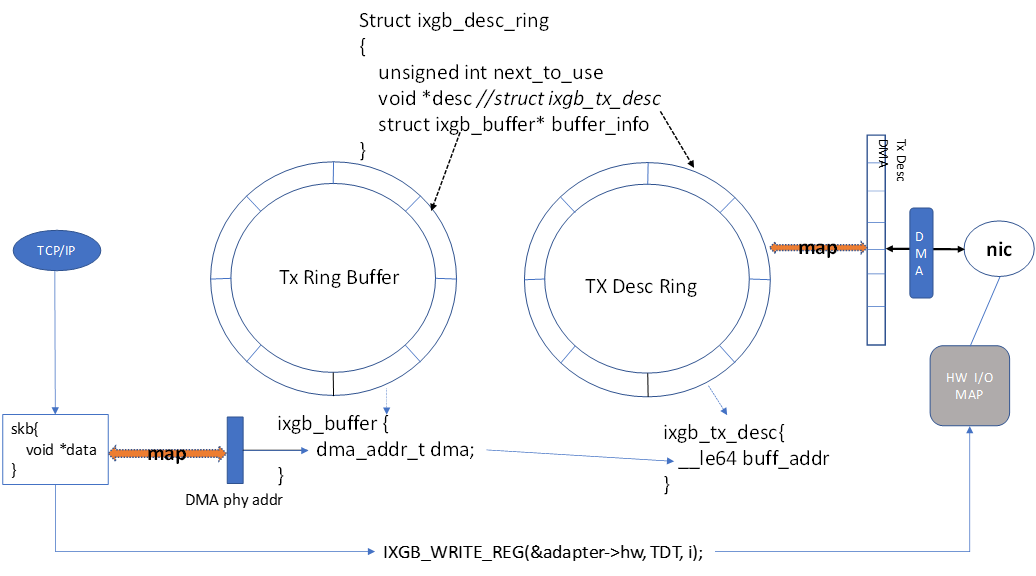 Struct ixgb_desc_ring
{
unsigned int next_to_use
void *desc //struct ixgb_tx_desc
struct ixgb_buffer* buffer_info
}
Tx Desc
DMA
TCP/IP
Tx Ring Buffer
TX Desc Ring
map
D
M
A
nic
HW I/O
MAP
skb{
void *data
}
map
DMA phy addr
ixgb_buffer {
dma_addr_t dma;
}
ixgb_tx_desc{
__le64 buff_addr
}
IXGB_WRITE_REG(&adapter->hw, TDT, i);